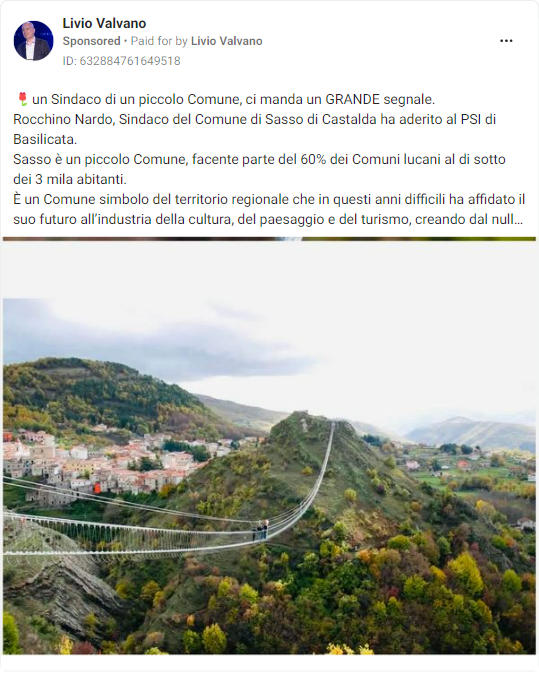 Livio Valvano
Sponsored • Paid for by Livio Valvano
ID: 632884761649518
🌷 un Sindaco di un piccolo Comune, ci manda un GRANDE segnale.
Rocchino Nardo, Sindaco del Comune di Sasso di Castalda ha aderito al PSI di
Basilicata.
Sasso è un piccolo Comune, facente parte del 60% dei Comuni lucani al di sotto
dei 3 mila abitanti.
È un Comune simbolo del territorio regionale che in questi anni difficili ha affidato il
suo futuro all’industria della cultura, del paesaggio e del turismo, creando dal null...